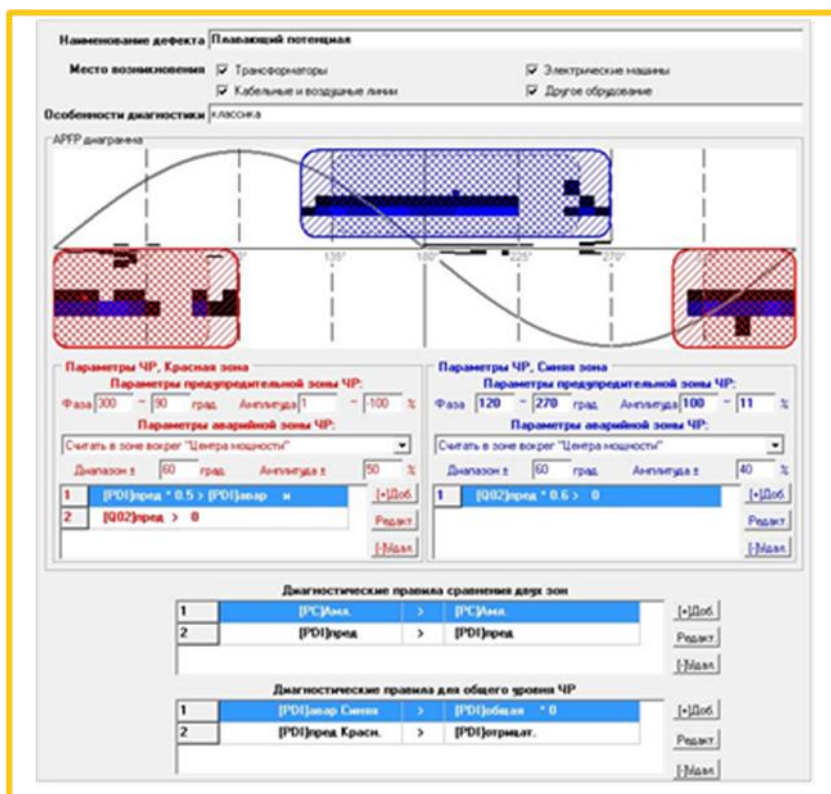 Наименование дефекта Плавающий потенциал
Место возникновения Трансформаторы Электрические машины
Кабельные и воздушные линии Другое обрудование
Особенности диагностики классика
APFP диаграмма
135° 180° 225° 270°
Параметры ЧР, Красная зона
Параметры предупредительной зоны ЧР:
Фаза 300 - 90 град. Амплитуда 1 - -100 %
Параметры аварийной зоны ЧР:
Считать в зоне вокрег "Центра мощности"
Диапазон ± 60 град. Амплитуда ± 50 %
1 [PDI]пред * 0.5 > [PDI]авар и [+]Доб.
2 [Q02]пред > 0 Редакт.
[-]Удал.
Параметры ЧР, Синяя зона
Параметры предупредительной зоны ЧР:
Фаза 120 - 270 град. Амплитуда 100 - 11 %
Параметры аварийной зоны ЧР:
Считать в зоне вокрег "Центра мощности"
Диапазон ± 60 град. Амплитуда ± 40 %
1 [Q02]пред * 0.6 > 0 [+]Доб.
Редакт.
[-]Удал.
Диагностические правила сравнения двух зон
1 [PC]Амл. > [PC]Амл. [+]Доб.
2 [PDI]пред > [PDI]пред Редакт.
[-]Удал.
Диагностические правила для общего уровня ЧР
1 [PDI]авар Синяя > [PDI]общая * 0 [+]Доб.
2 [PDI]пред Красн. > [PDI]отрицат. Редакт.
[-]Удал.